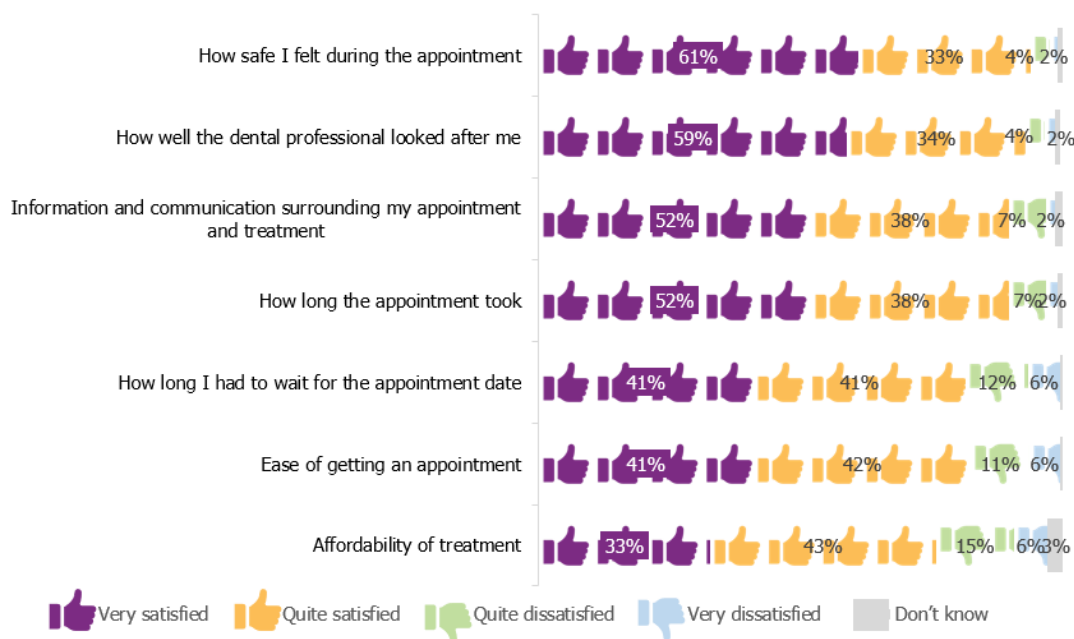 How safe I felt during the appointment
61% 33% 4% 2%
How well the dental professional looked after me
59% 34% 4% 2%
Information and communication surrounding my appointment
and treatment
52% 38% 7% 2%
How long the appointment took
52% 38% 7% 2%
How long I had to wait for the appointment date
41% 41% 12% 6%
Ease of getting an appointment
41% 42% 11% 6%
Affordability of treatment
33% 43% 15% 6% 3%
Very satisfied Quite satisfied Quite dissatisfied Very dissatisfied Don't know